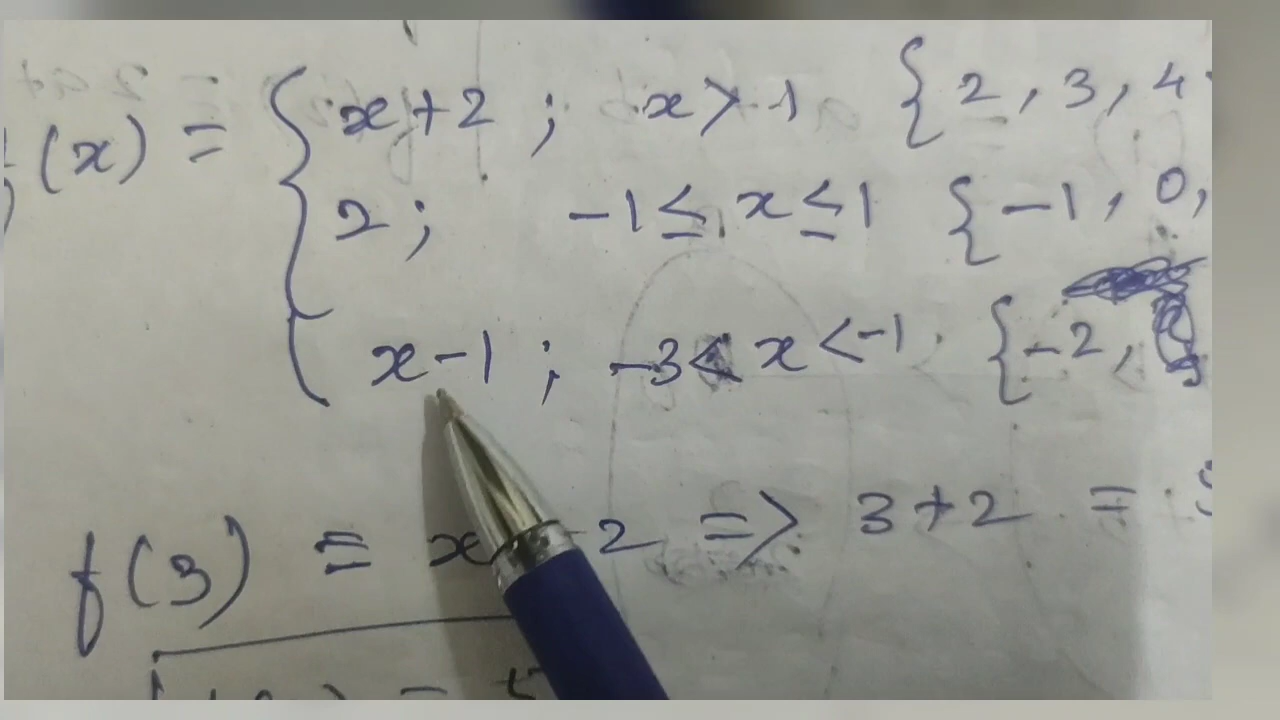 f(x) = { x+2 ; x>1 {2, 3, 4
2 ; -1≤x≤1 {-1, 0,
x-1 ; -3<x<-1 {-2,
f(3) = x+2 => 3+2 =